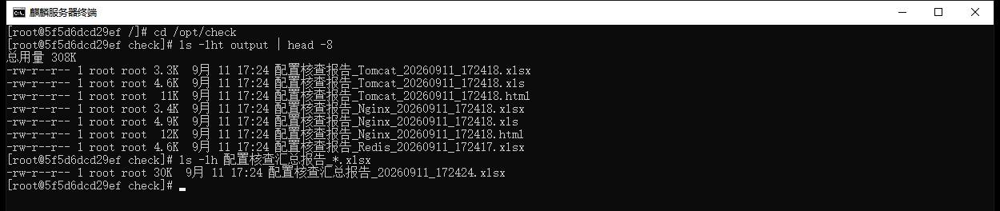 麒麟服务器终端
[root@5f5d6dcd29ef /]# cd /opt/check
[root@5f5d6dcd29ef check]# ls -lht output | head -8
总用量 308K
-rw-r--r-- 1 root root 3.3K  9月 11 17:24 配置核查报告_Tomcat_20260911_172418.xlsx
-rw-r--r-- 1 root root 4.6K  9月 11 17:24 配置核查报告_Tomcat_20260911_172418.xls
-rw-r--r-- 1 root root  11K  9月 11 17:24 配置核查报告_Tomcat_20260911_172418.html
-rw-r--r-- 1 root root 3.4K  9月 11 17:24 配置核查报告_Nginx_20260911_172418.xlsx
-rw-r--r-- 1 root root 4.9K  9月 11 17:24 配置核查报告_Nginx_20260911_172418.xls
-rw-r--r-- 1 root root  12K  9月 11 17:24 配置核查报告_Nginx_20260911_172418.html
-rw-r--r-- 1 root root 4.6K  9月 11 17:24 配置核查报告_Redis_20260911_172417.xlsx
[root@5f5d6dcd29ef check]# ls -lh 配置核查汇总报告_*.xlsx
-rw-r--r-- 1 root root 30K  9月 11 17:24 配置核查汇总报告_20260911_172424.xlsx
[root@5f5d6dcd29ef check]#